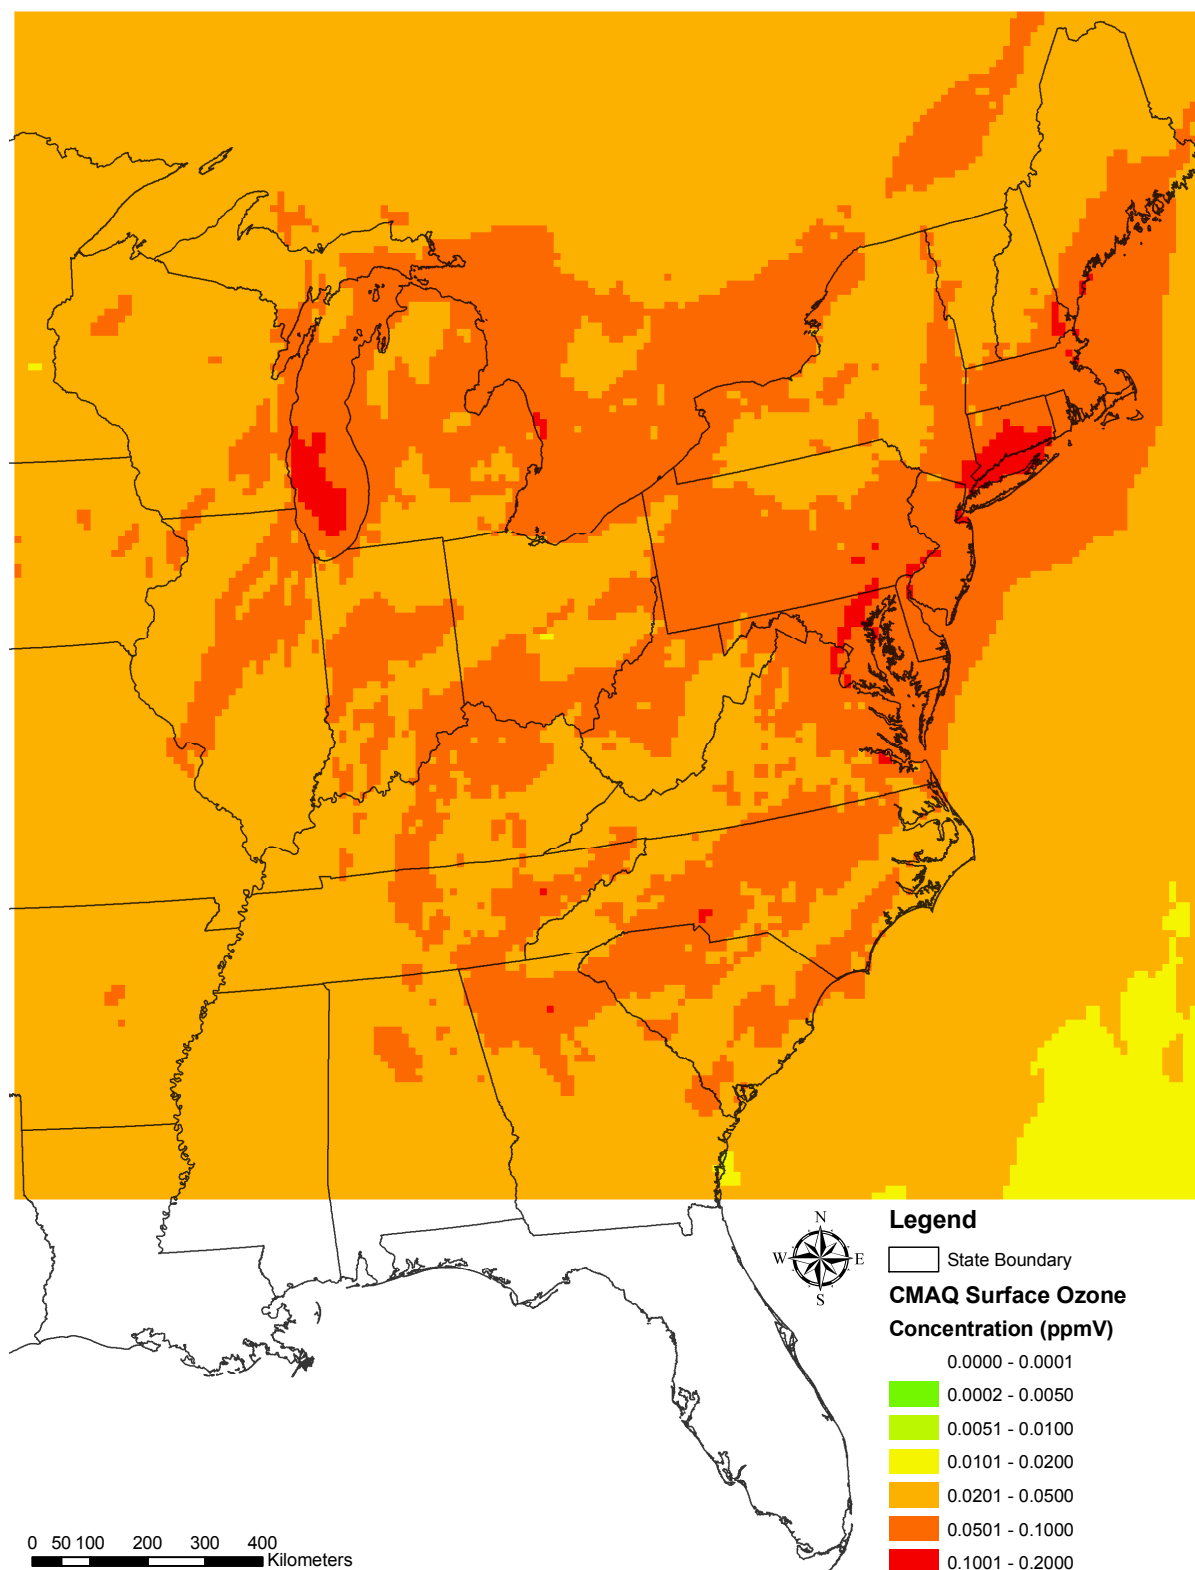 N
W E
S
Legend
State Boundary
CMAQ Surface Ozone
Concentration (ppmV)
0.0000 - 0.0001
0.0002 - 0.0050
0.0051 - 0.0100
0.0101 - 0.0200
0.0201 - 0.0500
0.0501 - 0.1000
0.1001 - 0.2000
0 50 100 200 300 400
Kilometers